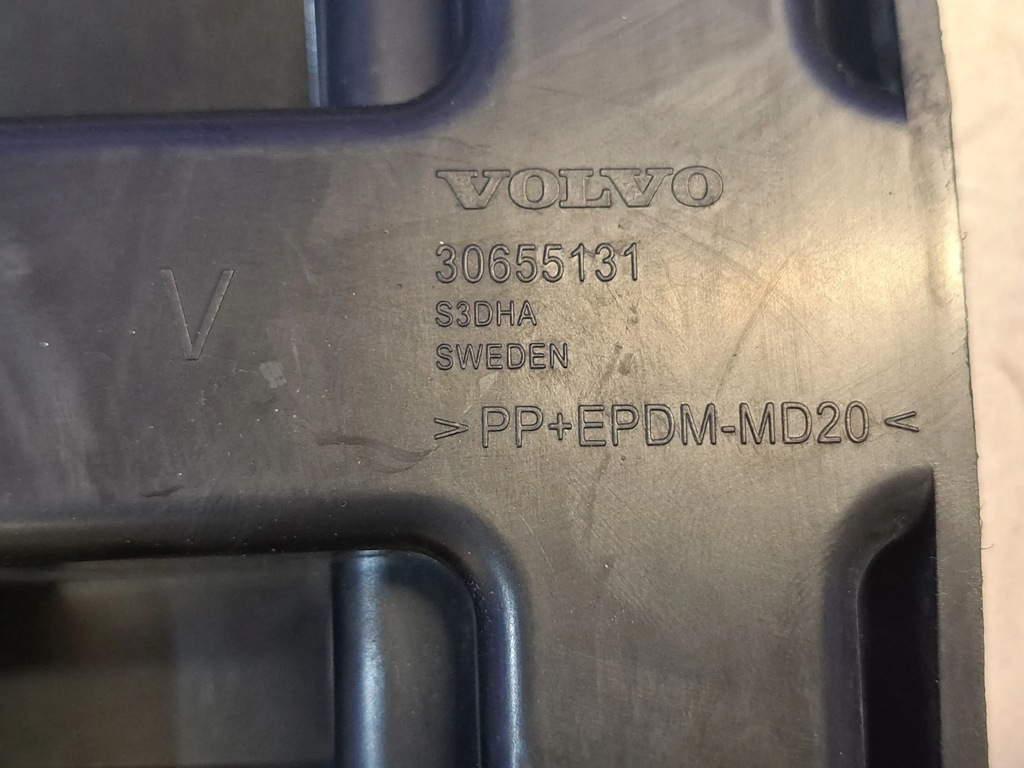 VOLVO
30655131
V
S3DHA
SWEDEN
> PP+EPDM-MD20 <